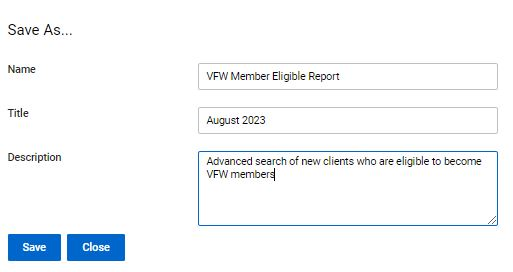 Save As...
Name
VFW Member Eligible Report
Title
August 2023
Description
Advanced search of new clients who are eligible to become
VFW members
Save
Close